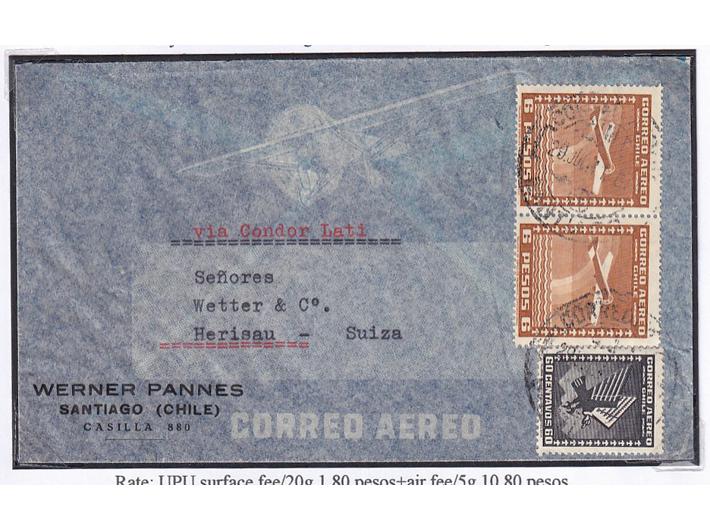 via Condor Lati
Señores
Wetter & Cº.
Herisau - Suiza
WERNER PANNES
SANTIAGO (CHILE)
CASILLA 880
CORREO AEREO
6 PESOS 6
CORREO AEREO
CHILE
6 PESOS 6
CORREO AEREO
CHILE
60 CENTAVOS 60
CORREO AEREO
CHILE
CORREO
Rate: UPU surface fee/20g 1.80 pesos+air fee/5g 10.80 pesos